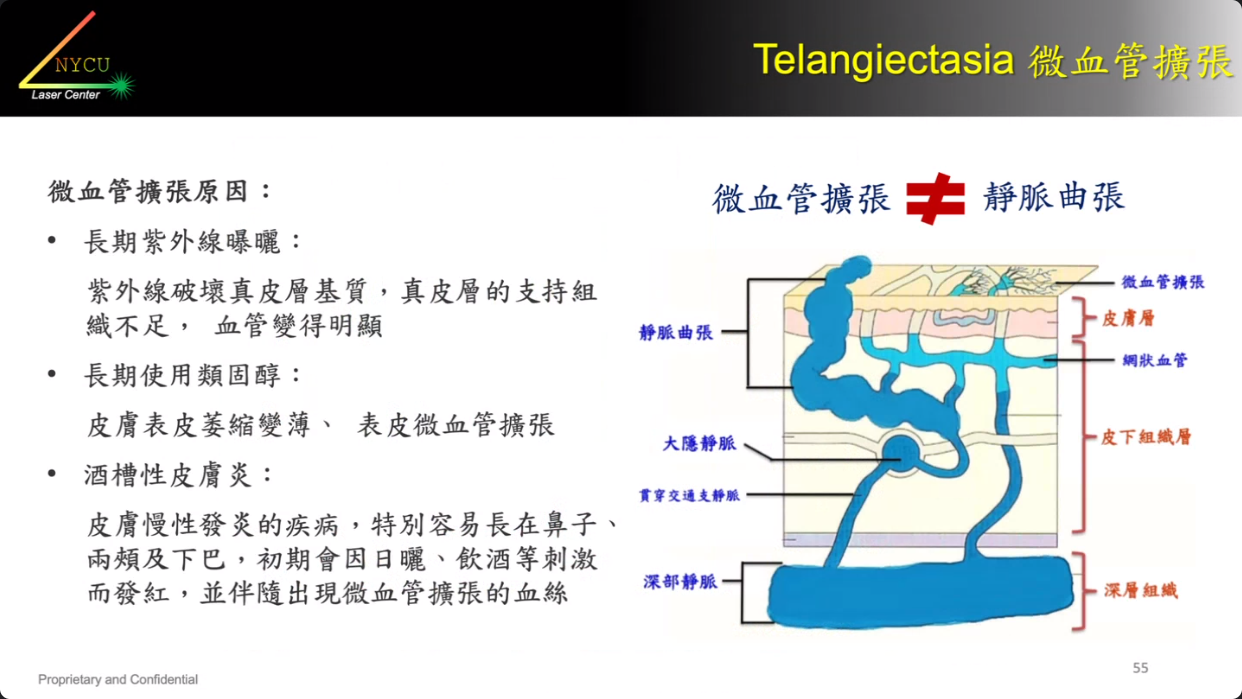 NYCU
Laser Center
Telangiectasia 微血管擴張
微血管擴張原因：
• 長期紫外線曝曬：
紫外線破壞真皮層基質，真皮層的支持組
織不足， 血管變得明顯
• 長期使用類固醇：
皮膚表皮萎縮變薄、 表皮微血管擴張
• 酒槽性皮膚炎：
皮膚慢性發炎的疾病，特別容易長在鼻子、
兩頰及下巴，初期會因日曬、飲酒等刺激
而發紅，並伴隨出現微血管擴張的血絲
微血管擴張 ≠ 靜脈曲張
微血管擴張
皮膚層
靜脈曲張
網狀血管
大隱靜脈
皮下組織層
貫穿交通支靜脈
深部靜脈
深層組織
Proprietary and Confidential
55